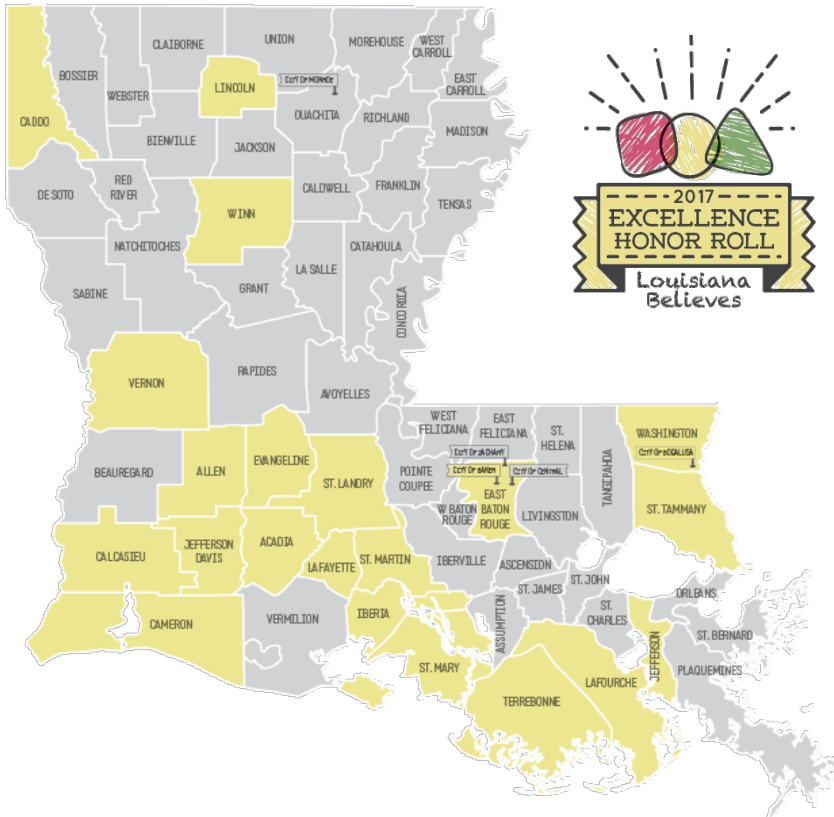 CLAIBORNE
UNION
MOREHOUSE
WEST
CARROLL
BOSSIER
WEBSTER
LINCOLN
CITY OF MONROE
EAST
CARROLL
CADDO
OUACHITA
RICHLAND
MADISON
BIENVILLE
JACKSON
DE SOTO
RED
RIVER
CALDWELL
FRANKLIN
TENSAS
WINN
NATCHITOCHES
CATAHOULA
LA SALLE
SABINE
GRANT
CONCORDIA
VERNON
RAPIDES
AVOYELLES
WEST
FELICIANA
EAST
FELICIANA
ST.
HELENA
WASHINGTON
CITY OF ZACHARY
CITY OF BOGALUSA
BEAUREGARD
ALLEN
EVANGELINE
ST. LANDRY
POINTE
COUPEE
CITY OF BAKER
CITY OF CENTRAL
TANGIPAHOA
EAST
BATON
ROUGE
W BATON
ROUGE
LIVINGSTON
ST. TAMMANY
CALCASIEU
JEFFERSON
DAVIS
ACADIA
LAFAYETTE
ST. MARTIN
IBERVILLE
ASCENSION
ST. JAMES
ST. JOHN
ORLEANS
CAMERON
VERMILION
IBERIA
ASSUMPTION
ST.
CHARLES
ST. BERNARD
JEFFERSON
PLAQUEMINES
ST. MARY
TERREBONNE
LAFOURCHE
2017
EXCELLENCE
HONOR ROLL
Louisiana
Believes